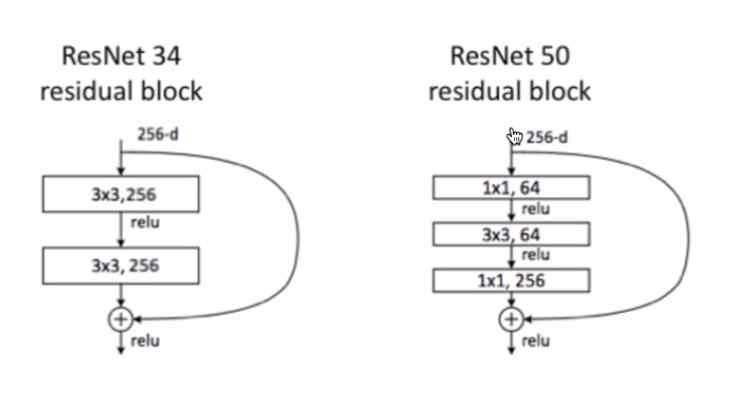 ResNet 34
residual block
256-d
3x3,256
relu
3x3, 256
relu
ResNet 50
residual block
256-d
1x1, 64
relu
3x3, 64
relu
1x1, 256
relu